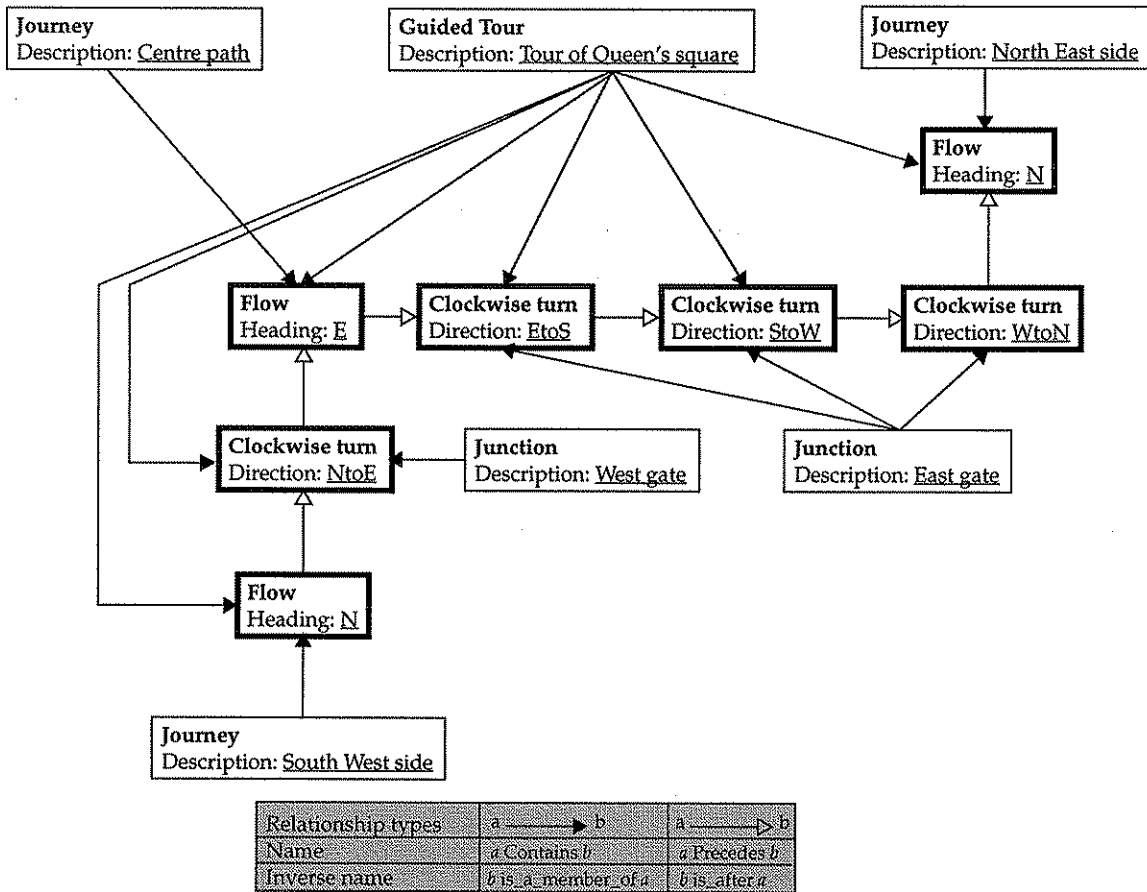 Journey
Description: Centre path
Guided Tour
Description: Tour of Queen's square
Journey
Description: North East side
Flow
Heading: N
Flow
Heading: E
Clockwise turn
Direction: EtoS
Clockwise turn
Direction: StoW
Clockwise turn
Direction: WtoN
Clockwise turn
Direction: NtoE
Junction
Description: West gate
Junction
Description: East gate
Flow
Heading: N
Journey
Description: South West side
Relationship types a b a b
Name a Contains b a Precedes b
Inverse name b is_a_member_of a b is_after a